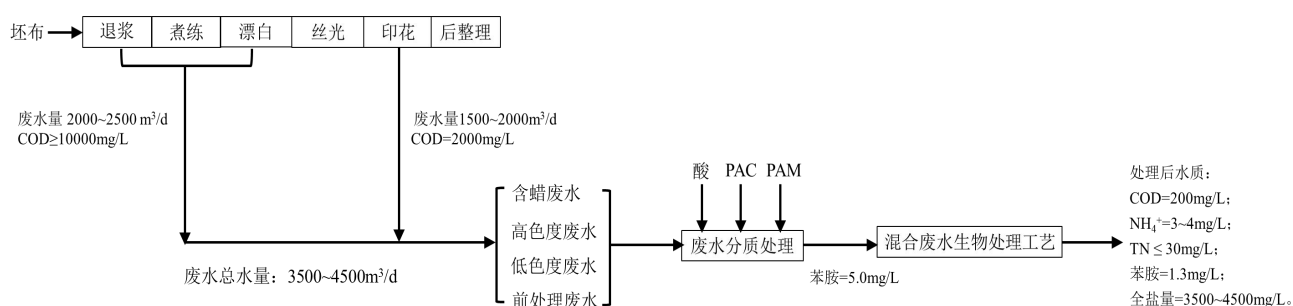 坯布
退浆
煮练
漂白
丝光
印花
后整理
废水量 2000~2500 m³/d
COD≥10000mg/L
废水量1500~2000m³/d
COD=2000mg/L
废水总水量：3500~4500m³/d
含蜡废水
高色度废水
低色度废水
前处理废水
酸
PAC
PAM
废水分质处理
苯胺=5.0mg/L
混合废水生物处理工艺
处理后水质：
COD=200mg/L；
NH₄⁺=3~4mg/L；
TN ≤ 30mg/L；
苯胺=1.3mg/L；
全盐量=3500~4500mg/L。